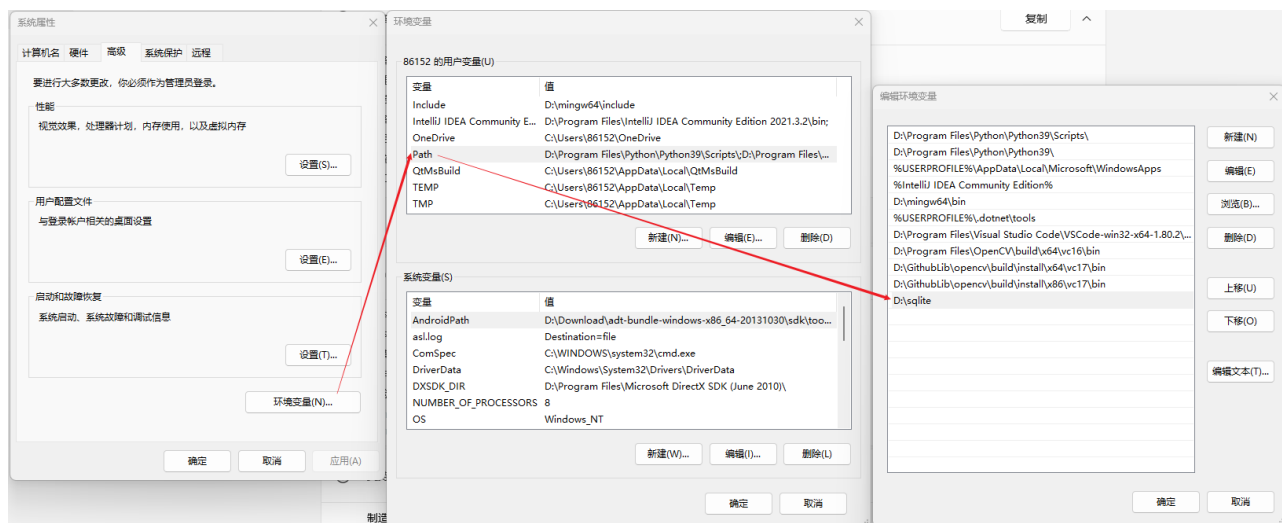 系统属性
计算机名 硬件 高级 系统保护 远程
要进行大多数更改，你必须作为管理员登录。
性能
视觉效果，处理器计划，内存使用，以及虚拟内存
设置(S)...
用户配置文件
与登录帐户相关的桌面设置
设置(E)...
启动和故障恢复
系统启动、系统故障和调试信息
设置(T)...
环境变量(N)...
确定 取消 应用(A)
制造
环境变量
86152 的用户变量(U)
变量 值
Include D:\mingw64\include
IntelliJ IDEA Community E... D:\Program Files\IntelliJ IDEA Community Edition 2021.3.2\bin;
OneDrive C:\Users\86152\OneDrive
Path D:\Program Files\Python\Python39\Scripts\;D:\Program Files\...
QtMsBuild C:\Users\86152\AppData\Local\QtMsBuild
TEMP C:\Users\86152\AppData\Local\Temp
TMP C:\Users\86152\AppData\Local\Temp
新建(N)... 编辑(E)... 删除(D)
系统变量(S)
变量 值
AndroidPath D:\Download\adt-bundle-windows-x86_64-20131030\sdk\too...
asl.log Destination=file
ComSpec C:\WINDOWS\system32\cmd.exe
DriverData C:\Windows\System32\Drivers\DriverData
DXSDK_DIR D:\Program Files\Microsoft DirectX SDK (June 2010)\
NUMBER_OF_PROCESSORS 8
OS Windows_NT
新建(W)... 编辑(I)... 删除(L)
确定 取消
复制
编辑环境变量
D:\Program Files\Python\Python39\Scripts\
D:\Program Files\Python\Python39\
%USERPROFILE%\AppData\Local\Microsoft\WindowsApps
%IntelliJ IDEA Community Edition%
D:\mingw64\bin
%USERPROFILE%\.dotnet\tools
D:\Program Files\Visual Studio Code\VSCode-win32-x64-1.80.2\...
D:\Program Files\OpenCV\build\x64\vc16\bin
D:\GithubLib\opencv\build\install\x64\vc17\bin
D:\GithubLib\opencv\build\install\x86\vc17\bin
D:\sqlite
新建(N)
编辑(E)
浏览(B)...
删除(D)
上移(U)
下移(O)
编辑文本(T)...
确定 取消